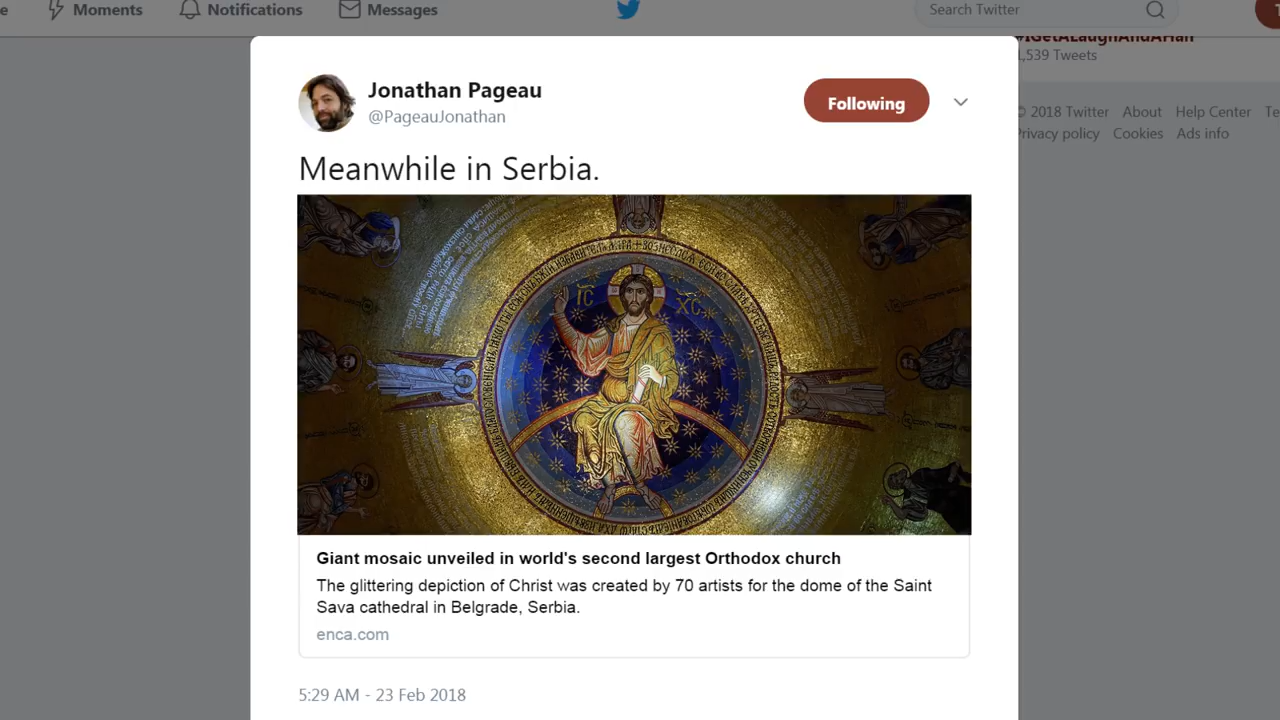 e Moments Notifications Messages Search Twitter
#IGetALaughAndAHan
1,539 Tweets
Jonathan Pageau
@PageauJonathan
Following
© 2018 Twitter About Help Center Te
Privacy policy Cookies Ads info
Meanwhile in Serbia.
IC XC
Giant mosaic unveiled in world's second largest Orthodox church
The glittering depiction of Christ was created by 70 artists for the dome of the Saint
Sava cathedral in Belgrade, Serbia.
enca.com
5:29 AM - 23 Feb 2018